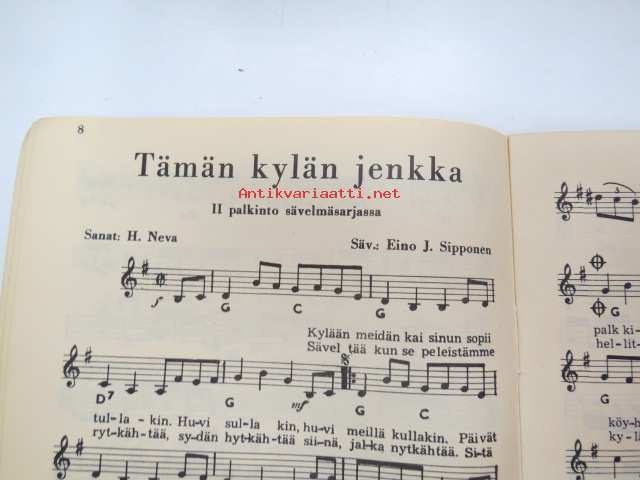 8
Tämän kylän jenkka
Antikvariaatti.net
II palkinto sävelmäsarjassa
Sanat: H. Neva
Säv.: Eino J. Sipponen
f
G C G
Kylään meidän kai sinun sopii
Sävel tää kun se peleistämme
D7 G mf G C
tul-la-kin. Hu-vi sul-la kin, hu-vi meillä kullakin. Päivät
ryt-käh-tää, sy-dän hyt-käh-tää sii-nä, jal-ka nytkähtää. Si-tä
G
palk ki-
hel-lit-
G
köy-h
ky-lä